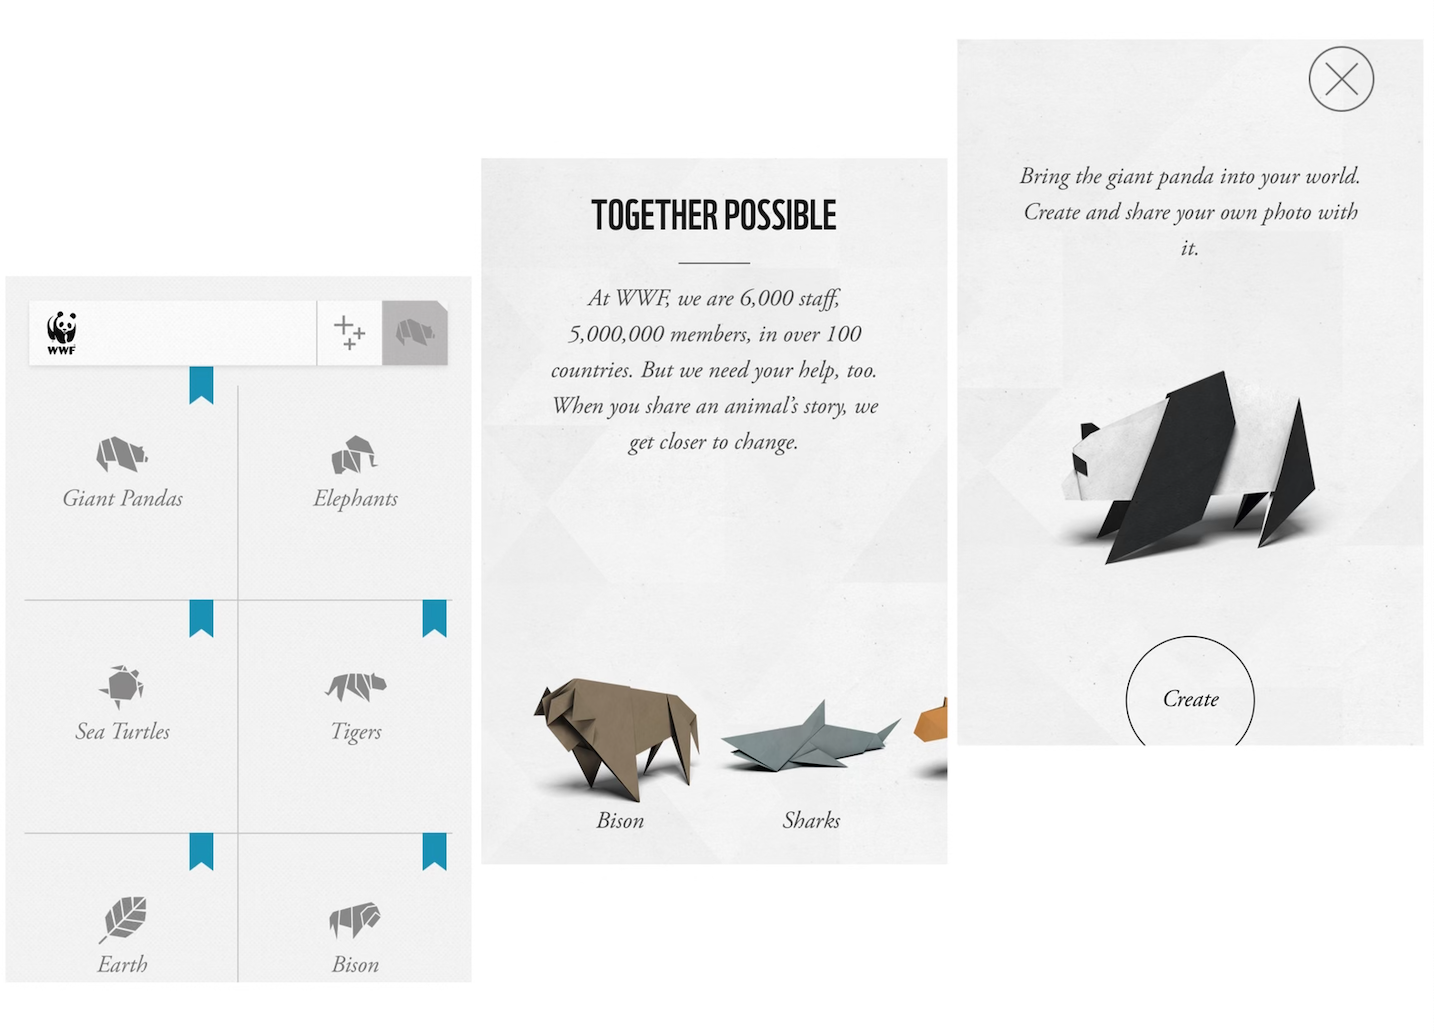 WWF
Giant Pandas
Elephants
Sea Turtles
Tigers
Earth
Bison
TOGETHER POSSIBLE
At WWF, we are 6,000 staff,
5,000,000 members, in over 100
countries. But we need your help, too.
When you share an animal's story, we
get closer to change.
Bison
Sharks
Bring the giant panda into your world.
Create and share your own photo with
it.
Create